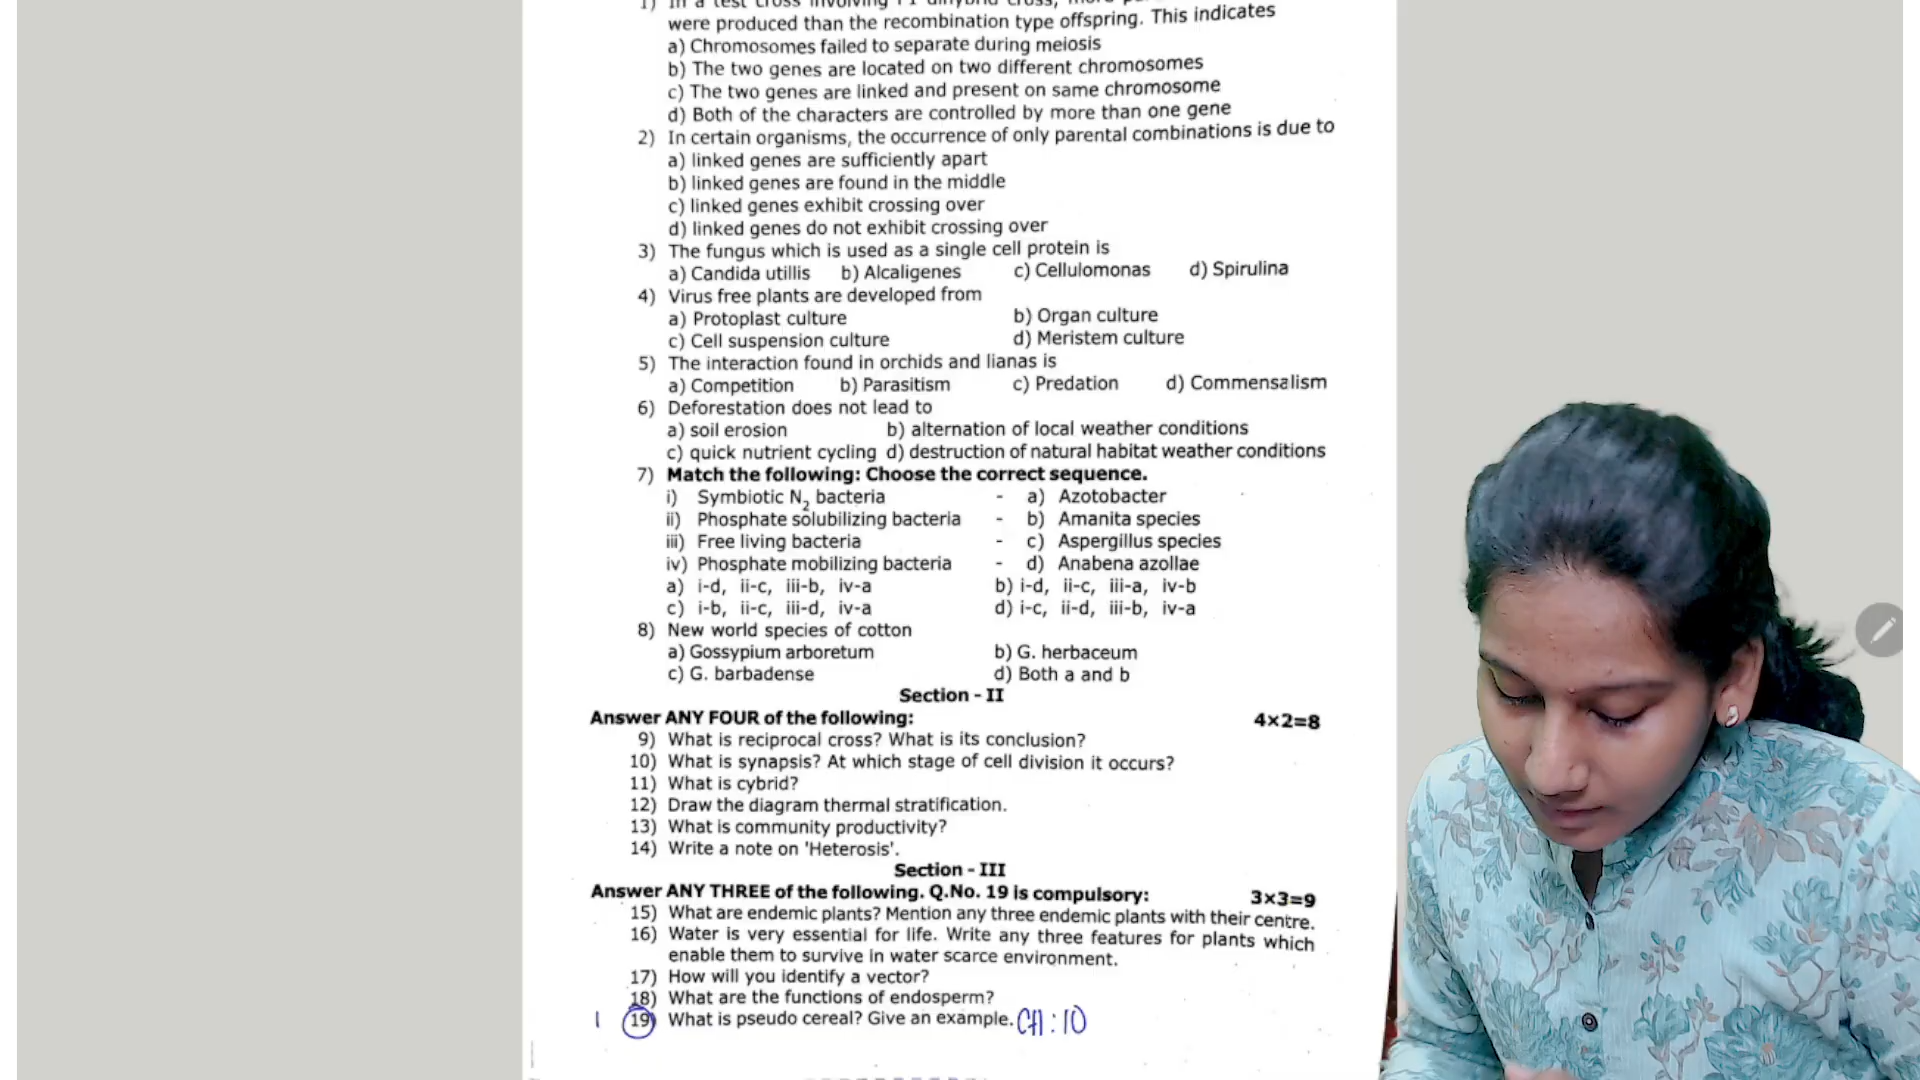 1) In a test cross involving F1 dihybrid cross, more
were produced than the recombination type offspring. This indicates
a) Chromosomes failed to separate during meiosis
b) The two genes are located on two different chromosomes
c) The two genes are linked and present on same chromosome
d) Both of the characters are controlled by more than one gene
2) In certain organisms, the occurrence of only parental combinations is due to
a) linked genes are sufficiently apart
b) linked genes are found in the middle
c) linked genes exhibit crossing over
d) linked genes do not exhibit crossing over
3) The fungus which is used as a single cell protein is
a) Candida utillis b) Alcaligenes c) Cellulomonas d) Spirulina
4) Virus free plants are developed from
a) Protoplast culture b) Organ culture
c) Cell suspension culture d) Meristem culture
5) The interaction found in orchids and lianas is
a) Competition b) Parasitism c) Predation d) Commensalism
6) Deforestation does not lead to
a) soil erosion b) alternation of local weather conditions
c) quick nutrient cycling d) destruction of natural habitat weather conditions
7) Match the following: Choose the correct sequence.
i) Symbiotic N2 bacteria - a) Azotobacter
ii) Phosphate solubilizing bacteria - b) Amanita species
iii) Free living bacteria - c) Aspergillus species
iv) Phosphate mobilizing bacteria - d) Anabena azollae
a) i-d, ii-c, iii-b, iv-a b) i-d, ii-c, iii-a, iv-b
c) i-b, ii-c, iii-d, iv-a d) i-c, ii-d, iii-b, iv-a
8) New world species of cotton
a) Gossypium arboretum b) G. herbaceum
c) G. barbadense d) Both a and b
Section - II
Answer ANY FOUR of the following: 4×2=8
9) What is reciprocal cross? What is its conclusion?
10) What is synapsis? At which stage of cell division it occurs?
11) What is cybrid?
12) Draw the diagram thermal stratification.
13) What is community productivity?
14) Write a note on 'Heterosis'.
Section - III
Answer ANY THREE of the following. Q.No. 19 is compulsory: 3×3=9
15) What are endemic plants? Mention any three endemic plants with their centre.
16) Water is very essential for life. Write any three features for plants which
enable them to survive in water scarce environment.
17) How will you identify a vector?
18) What are the functions of endosperm?
1 19) What is pseudo cereal? Give an example. CH:10